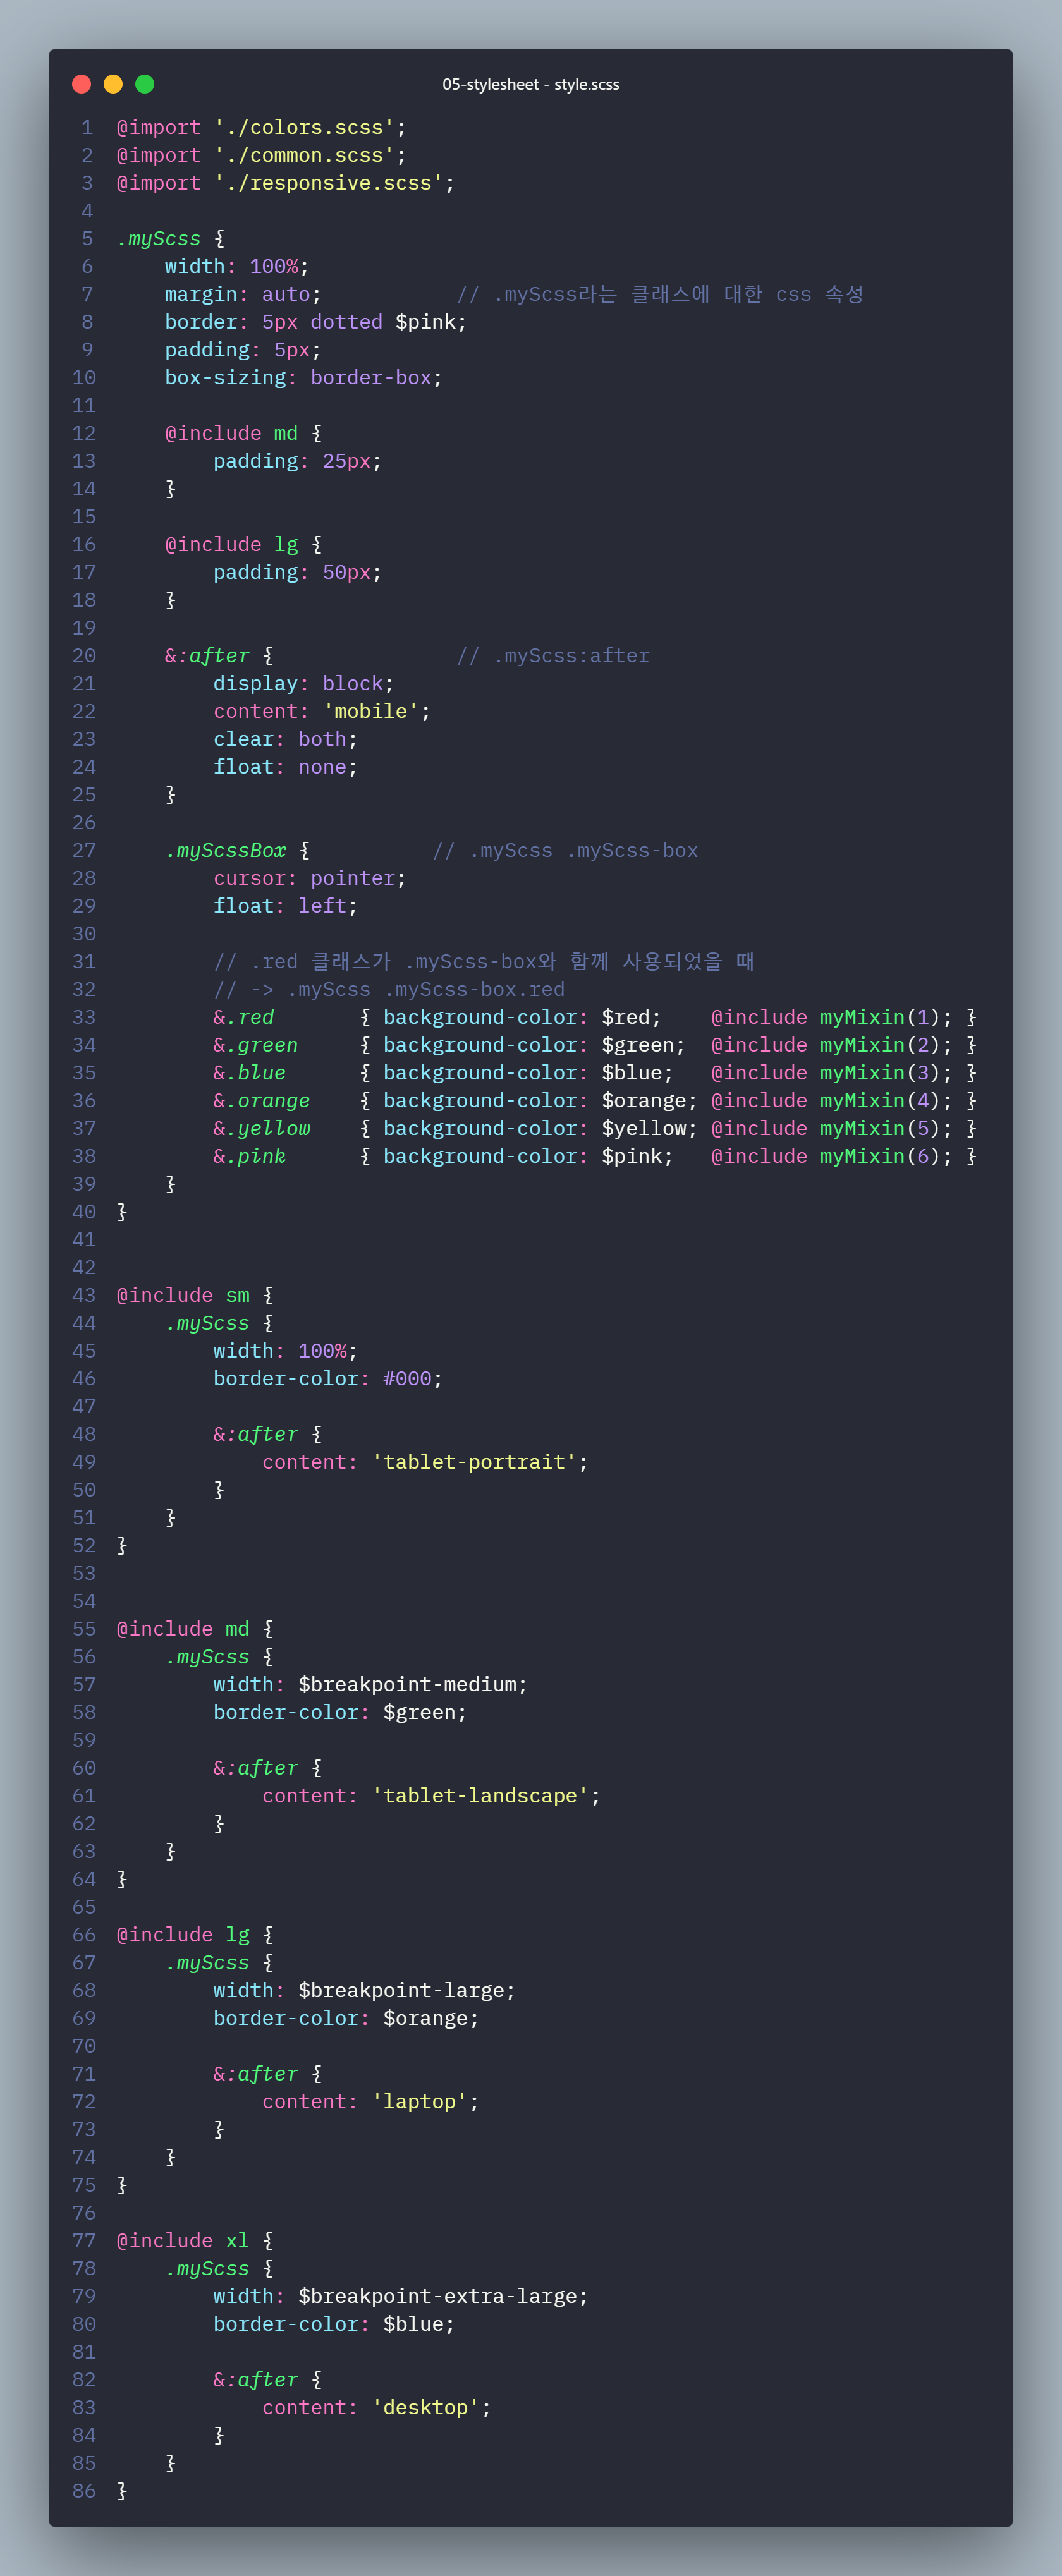 05-stylesheet - style.scss
1 @import './colors.scss';
2 @import './common.scss';
3 @import './responsive.scss';
4
5 .myScss {
6     width: 100%;
7     margin: auto;           // .myScss라는 클래스에 대한 css 속성
8     border: 5px dotted $pink;
9     padding: 5px;
10     box-sizing: border-box;
11
12     @include md {
13         padding: 25px;
14     }
15
16     @include lg {
17         padding: 50px;
18     }
19
20     &:after {               // .myScss:after
21         display: block;
22         content: 'mobile';
23         clear: both;
24         float: none;
25     }
26
27     .myScssBox {          // .myScss .myScss-box
28         cursor: pointer;
29         float: left;
30
31         // .red 클래스가 .myScss-box와 함께 사용되었을 때
32         // -> .myScss .myScss-box.red
33         &.red       { background-color: $red;    @include myMixin(1); }
34         &.green     { background-color: $green;  @include myMixin(2); }
35         &.blue      { background-color: $blue;   @include myMixin(3); }
36         &.orange    { background-color: $orange; @include myMixin(4); }
37         &.yellow    { background-color: $yellow; @include myMixin(5); }
38         &.pink      { background-color: $pink;   @include myMixin(6); }
39     }
40 }
41
42
43 @include sm {
44     .myScss {
45         width: 100%;
46         border-color: #000;
47
48         &:after {
49             content: 'tablet-portrait';
50         }
51     }
52 }
53
54
55 @include md {
56     .myScss {
57         width: $breakpoint-medium;
58         border-color: $green;
59
60         &:after {
61             content: 'tablet-landscape';
62         }
63     }
64 }
65
66 @include lg {
67     .myScss {
68         width: $breakpoint-large;
69         border-color: $orange;
70
71         &:after {
72             content: 'laptop';
73         }
74     }
75 }
76
77 @include xl {
78     .myScss {
79         width: $breakpoint-extra-large;
80         border-color: $blue;
81
82         &:after {
83             content: 'desktop';
84         }
85     }
86 }